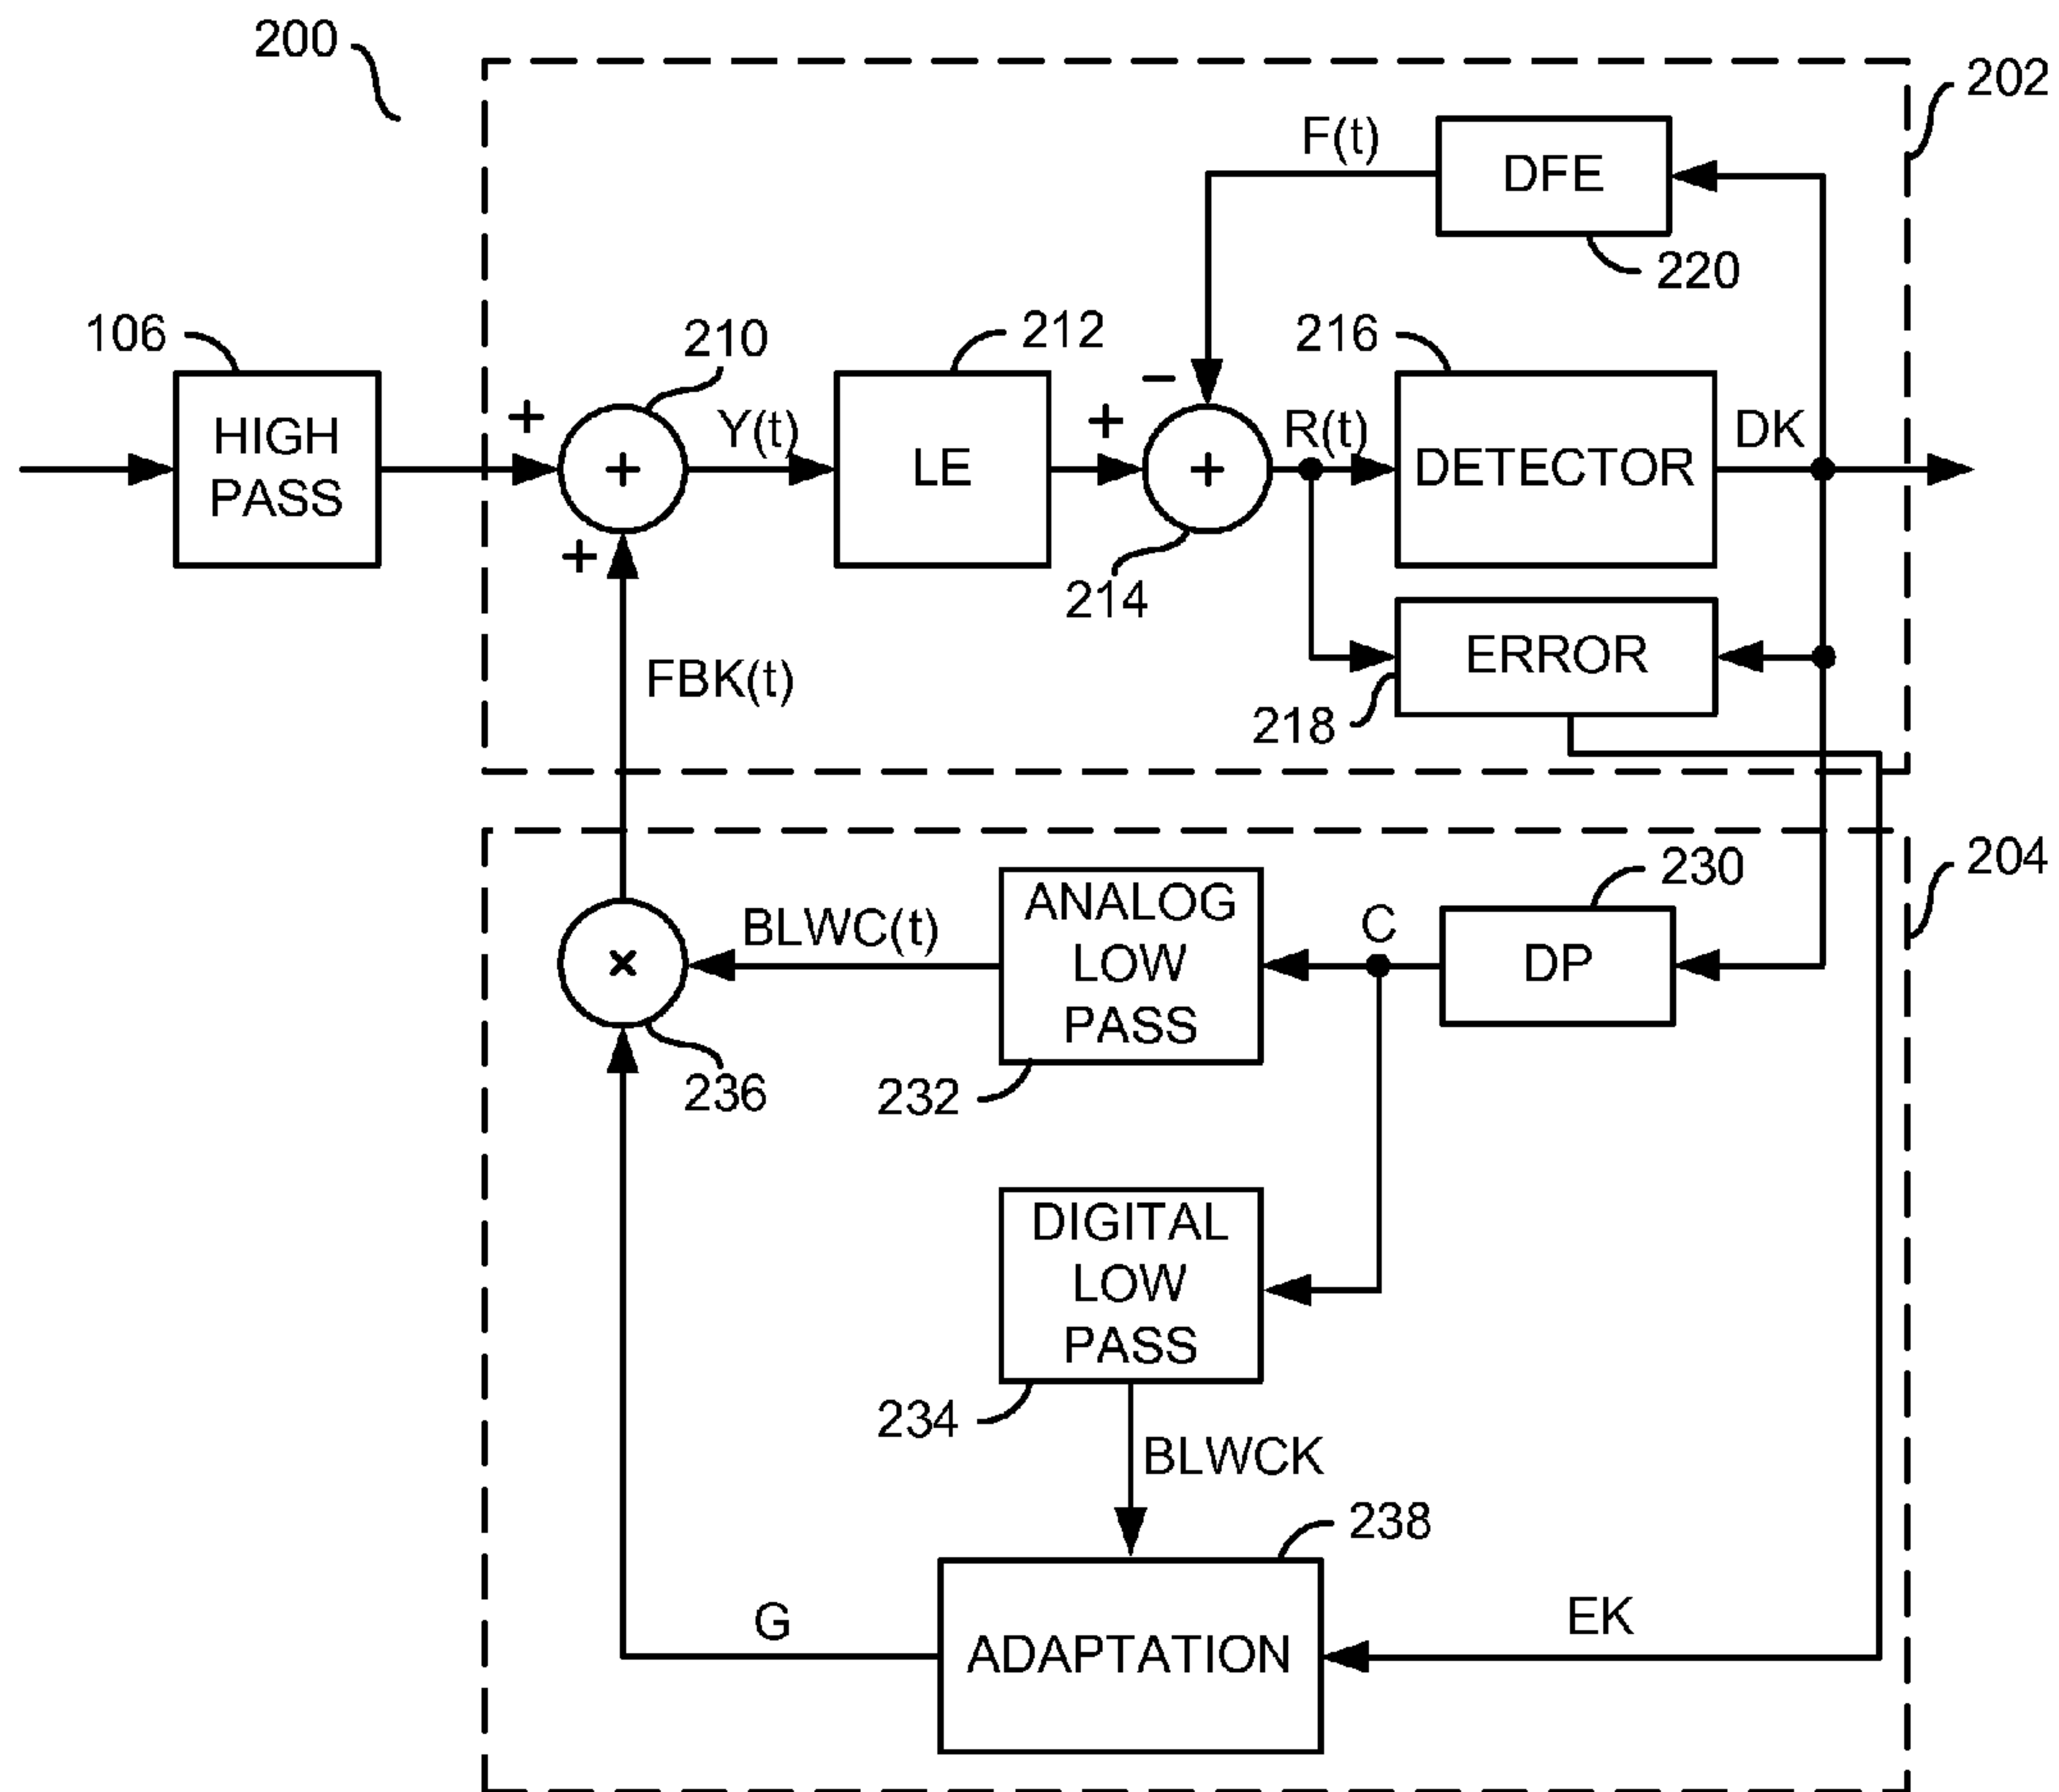 200
202
F(t)
DFE
220
106
210
212
216
HIGH
PASS
+
+
Y(t)
LE
+
−
+
R(t)
DETECTOR
DK
+
214
ERROR
218
FBK(t)
204
230
ANALOG
LOW
PASS
BLWC(t)
C
DP
×
236
232
DIGITAL
LOW
PASS
234
BLWCK
238
G
ADAPTATION
EK